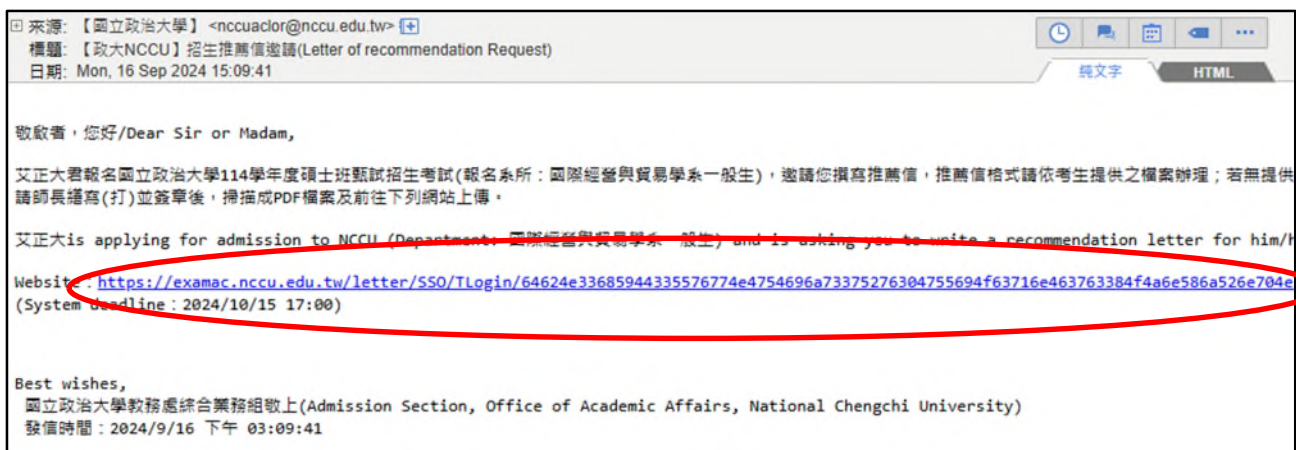 來源: 【國立政治大學】 <nccuaclor@nccu.edu.tw>
標題: 【政大NCCU】招生推薦信邀請(Letter of recommendation Request)
日期: Mon, 16 Sep 2024 15:09:41
純文字
HTML
敬啟者，您好/Dear Sir or Madam,
艾正大君報名國立政治大學114學年度碩士班甄試招生考試(報名系所：國際經營與貿易學系一般生)，邀請您撰寫推薦信，推薦信格式請依考生提供之檔案辦理；若無提供
請師長繕寫(打)並簽章後，掃描成PDF檔案及前往下列網站上傳。
艾正大is applying for admission to NCCU (Department: 國際經營與貿易學系一般生) and is asking you to write a recommendation letter for him/h
Website：https://examac.nccu.edu.tw/letter/SSO/TLogin/64624e33685944335576774e4754696a73375276304755694f63716e463763384f4a6e586a526e704e
(System deadline：2024/10/15 17:00)
Best wishes,
國立政治大學教務處綜合業務組敬上(Admission Section, Office of Academic Affairs, National Chengchi University)
發信時間：2024/9/16 下午 03:09:41